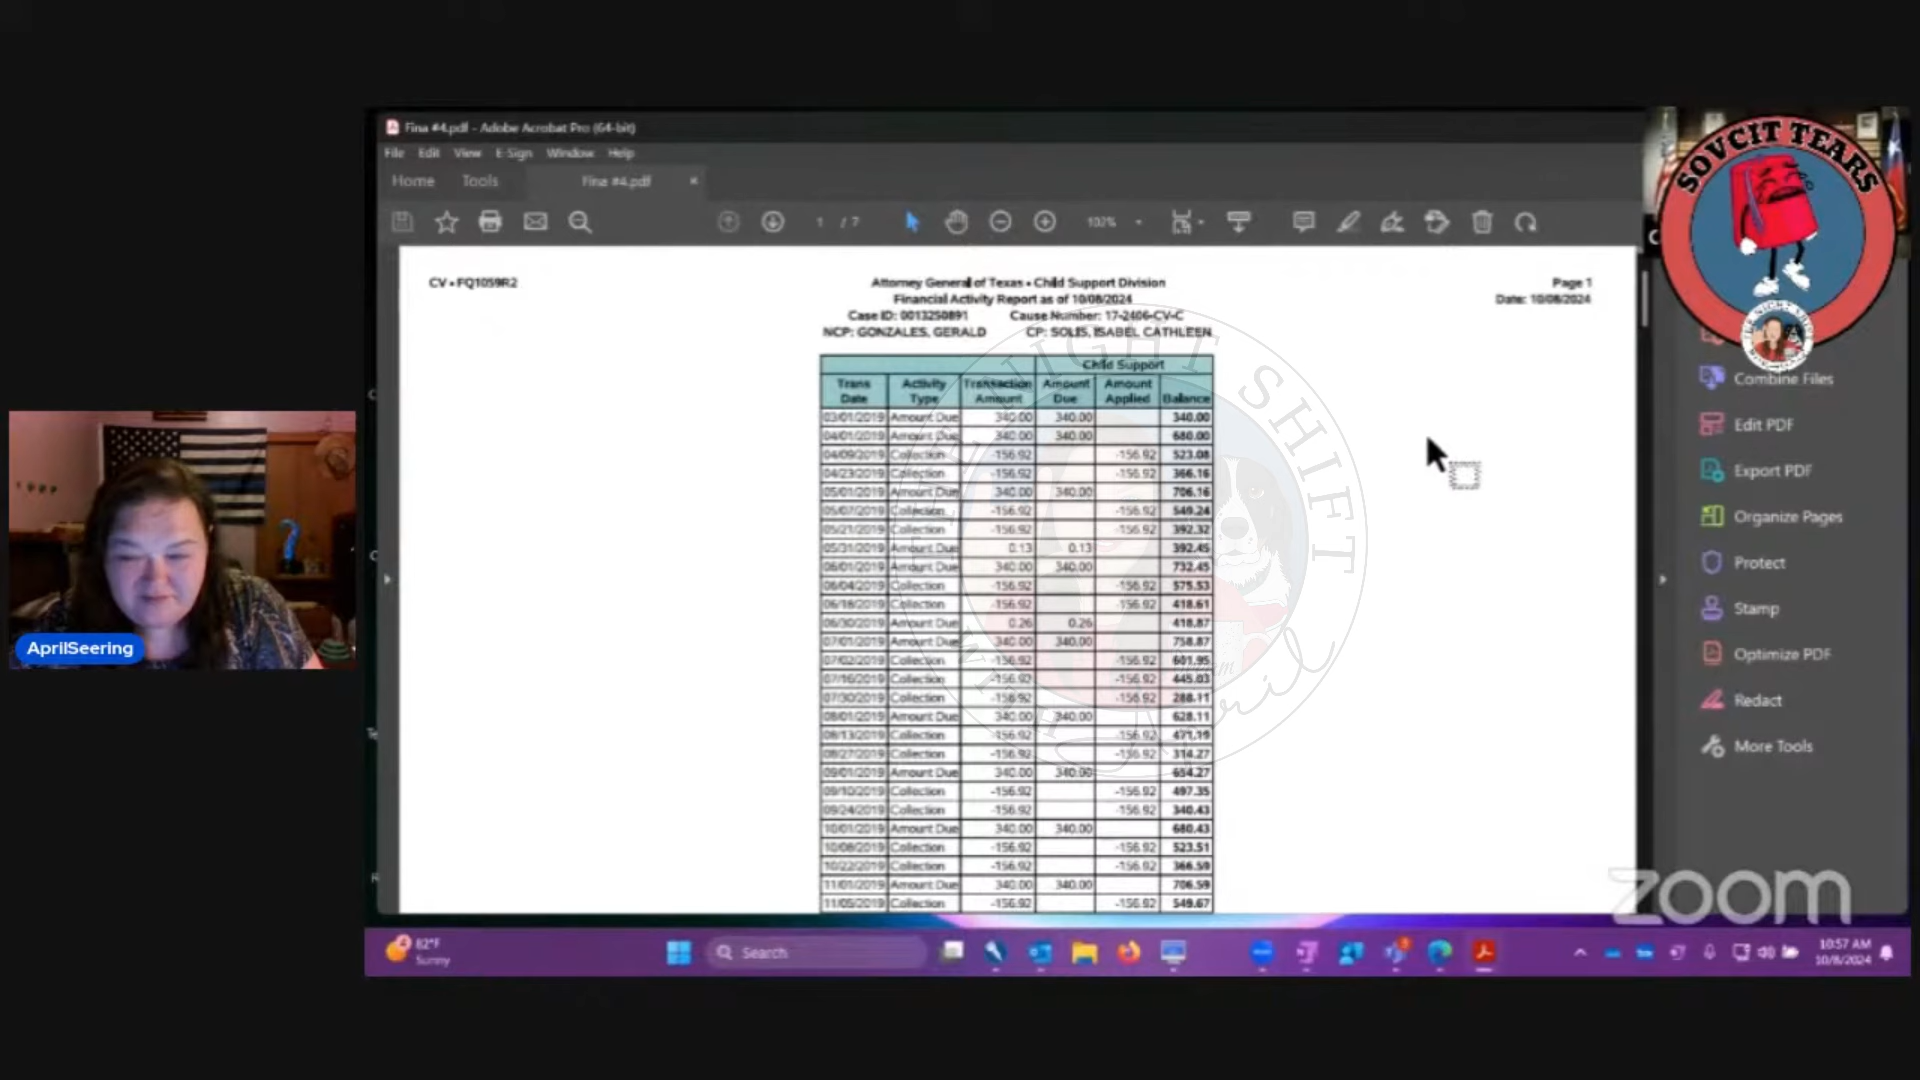 Fina #4.pdf - Adobe Acrobat Pro (64-bit)
File Edit View E-Sign Window Help
Home Tools Fina #4.pdf ×
1 / 7 102%
CV - FQ1059R2
Attorney General of Texas - Child Support Division
Page 1
Financial Activity Report as of 10/08/2024
Date: 10/08/2024
Case ID: 0013250891 Cause Number: 17-2406-CV-C
NCP: GONZALES, GERALD CP: SOLIS, ISABEL CATHLEEN
Child Support
Trans Date Activity Type Transaction Amount Amount Due Amount Applied Balance
03/01/2019 Amount Due 340.00 340.00 340.00
04/01/2019 Amount Due 340.00 340.00 680.00
04/09/2019 Collection -156.92 -156.92 523.08
04/23/2019 Collection -156.92 -156.92 366.16
05/01/2019 Amount Due 340.00 340.00 706.16
05/07/2019 Collection -156.92 -156.92 549.24
05/21/2019 Collection -156.92 -156.92 392.32
05/31/2019 Amount Due 0.13 0.13 392.45
06/01/2019 Amount Due 340.00 340.00 732.45
06/04/2019 Collection -156.92 -156.92 575.53
06/18/2019 Collection -156.92 -156.92 418.61
06/30/2019 Amount Due 0.26 0.26 418.87
07/01/2019 Amount Due 340.00 340.00 758.87
07/02/2019 Collection -156.92 -156.92 601.95
07/16/2019 Collection -156.92 -156.92 445.03
07/30/2019 Collection -156.92 -156.92 288.11
08/01/2019 Amount Due 340.00 340.00 628.11
08/13/2019 Collection -156.92 -156.92 471.19
08/27/2019 Collection -156.92 -156.92 314.27
09/01/2019 Amount Due 340.00 340.00 654.27
09/10/2019 Collection -156.92 -156.92 497.35
09/24/2019 Collection -156.92 -156.92 340.43
10/01/2019 Amount Due 340.00 340.00 680.43
10/08/2019 Collection -156.92 -156.92 523.51
10/22/2019 Collection -156.92 -156.92 366.59
11/01/2019 Amount Due 340.00 340.00 706.59
11/05/2019 Collection -156.92 -156.92 549.67
THE NIGHT SHIFT WITH April
SOVCIT TEARS
Combine Files
Edit PDF
Export PDF
Organize Pages
Protect
Stamp
Optimize PDF
Redact
More Tools
AprilSeering
zoom
82°F
Sunny
Search
10:57 AM
10/8/2024